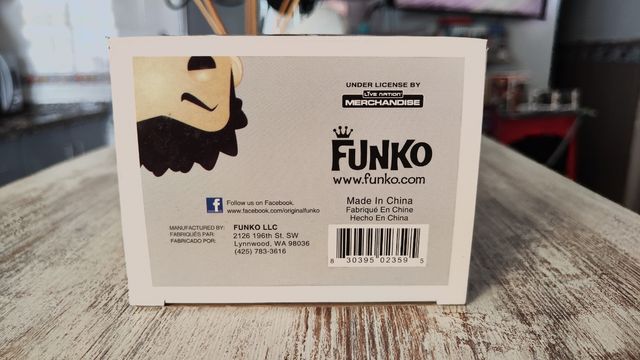 UNDER LICENSE BY
LIVE NATION
MERCHANDISE
FUNKO
www.funko.com
f Follow us on Facebook.
www.facebook.com/originalfunko
Made In China
Fabriqué En Chine
Hecho En China
MANUFACTURED BY: FUNKO LLC
FABRIQUÉS PAR: 2126 196th St. SW
FABRICADO POR: Lynnwood, WA 98036
(425) 783-3616
8 30395 02359 5